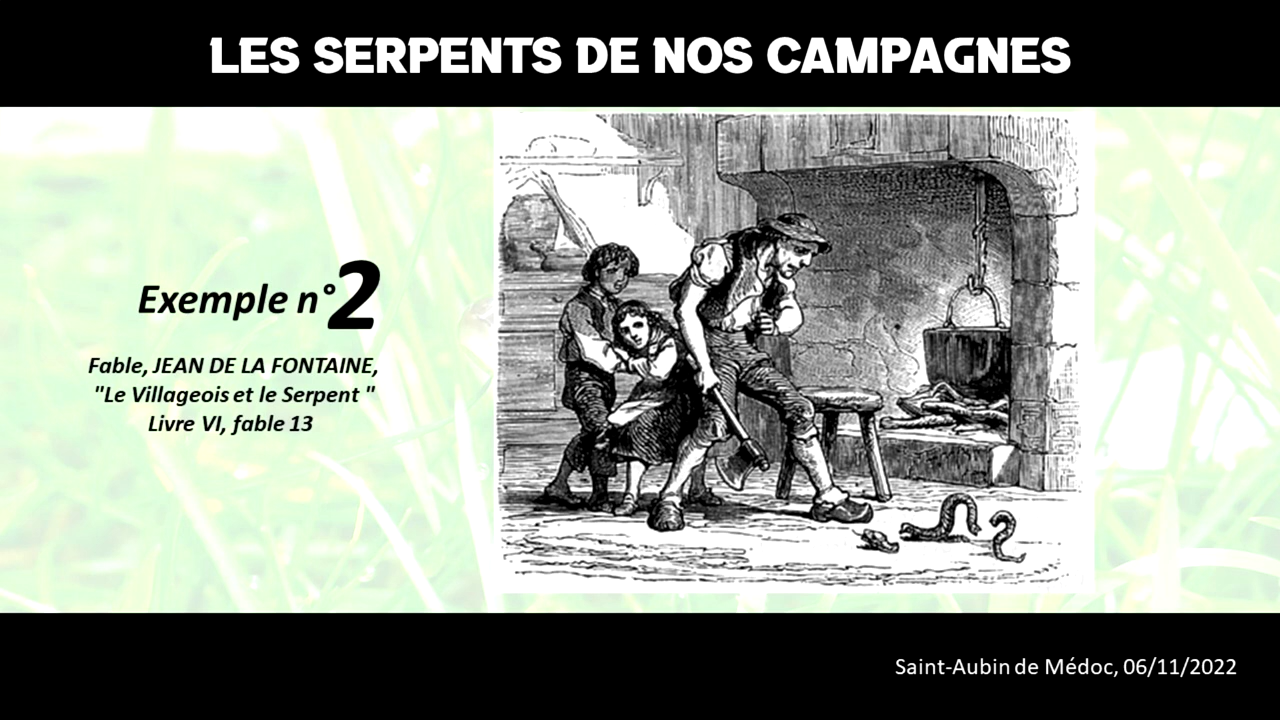 LES SERPENTS DE NOS CAMPAGNES
Exemple n°2
Fable, JEAN DE LA FONTAINE,
"Le Villageois et le Serpent "
Livre VI, fable 13
Saint-Aubin de Médoc, 06/11/2022